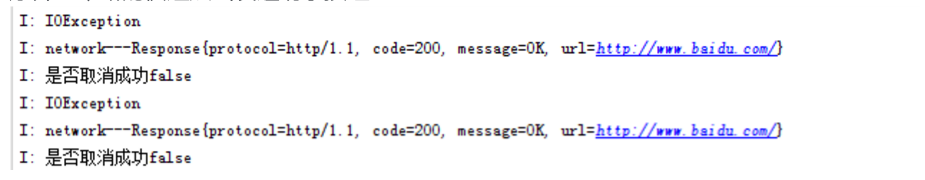 I: IOException
I: network---Response{protocol=http/1.1, code=200, message=OK, url=http://www.baidu.com/}
I: 是否取消成功false
I: IOException
I: network---Response{protocol=http/1.1, code=200, message=OK, url=http://www.baidu.com/}
I: 是否取消成功false